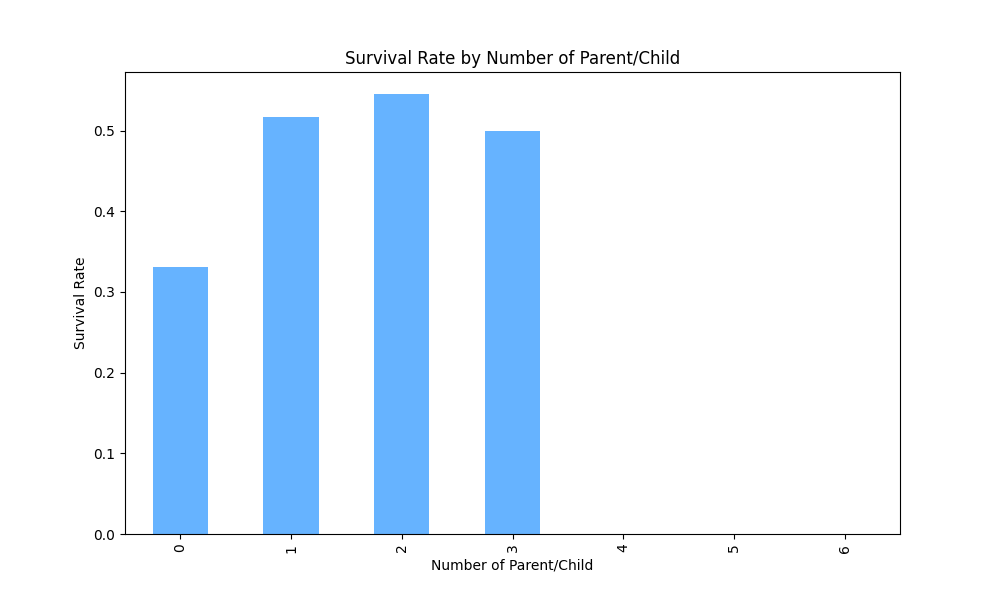 Survival Rate by Number of Parent/Child
0.5
0.4
0.3
0.2
0.1
0.0
Survival Rate
0 1 2 3 4 5 6
Number of Parent/Child